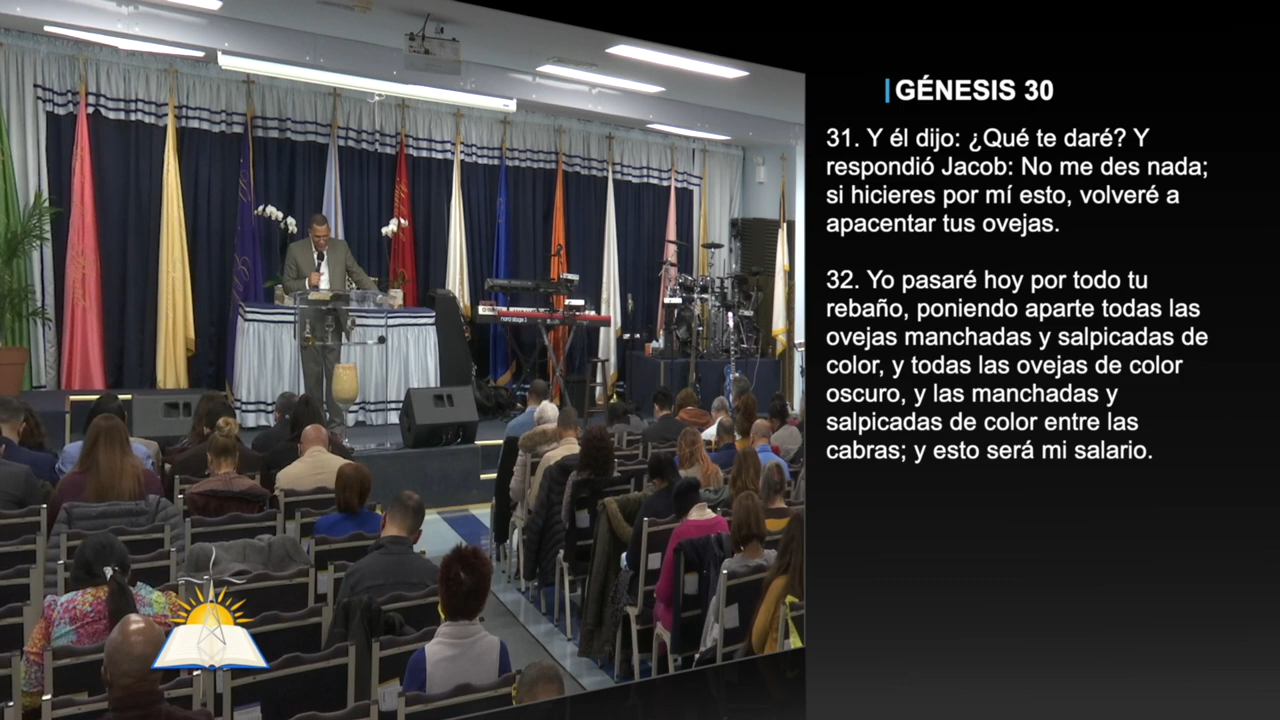 GÉNESIS 30
31. Y él dijo: ¿Qué te daré? Y
respondió Jacob: No me des nada;
si hicieres por mí esto, volveré a
apacentar tus ovejas.
32. Yo pasaré hoy por todo tu
rebaño, poniendo aparte todas las
ovejas manchadas y salpicadas de
color, y todas las ovejas de color
oscuro, y las manchadas y
salpicadas de color entre las
cabras; y esto será mi salario.
nord stage 3